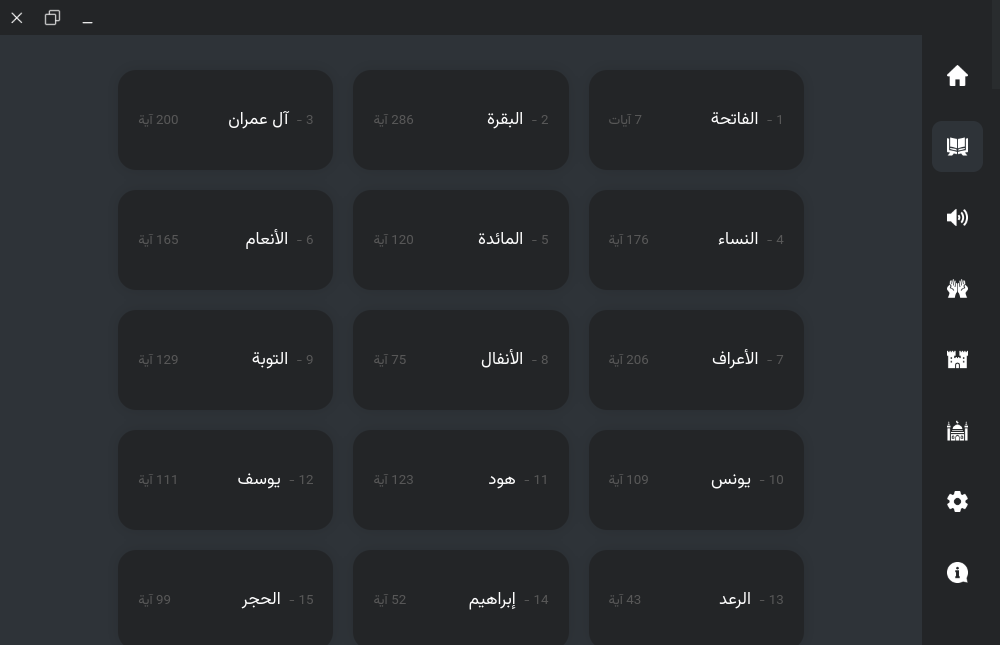 1 - الفاتحة 7 آيات
2 - البقرة 286 آية
3 - آل عمران 200 آية
4 - النساء 176 آية
5 - المائدة 120 آية
6 - الأنعام 165 آية
7 - الأعراف 206 آية
8 - الأنفال 75 آية
9 - التوبة 129 آية
10 - يونس 109 آية
11 - هود 123 آية
12 - يوسف 111 آية
13 - الرعد 43 آية
14 - إبراهيم 52 آية
15 - الحجر 99 آية